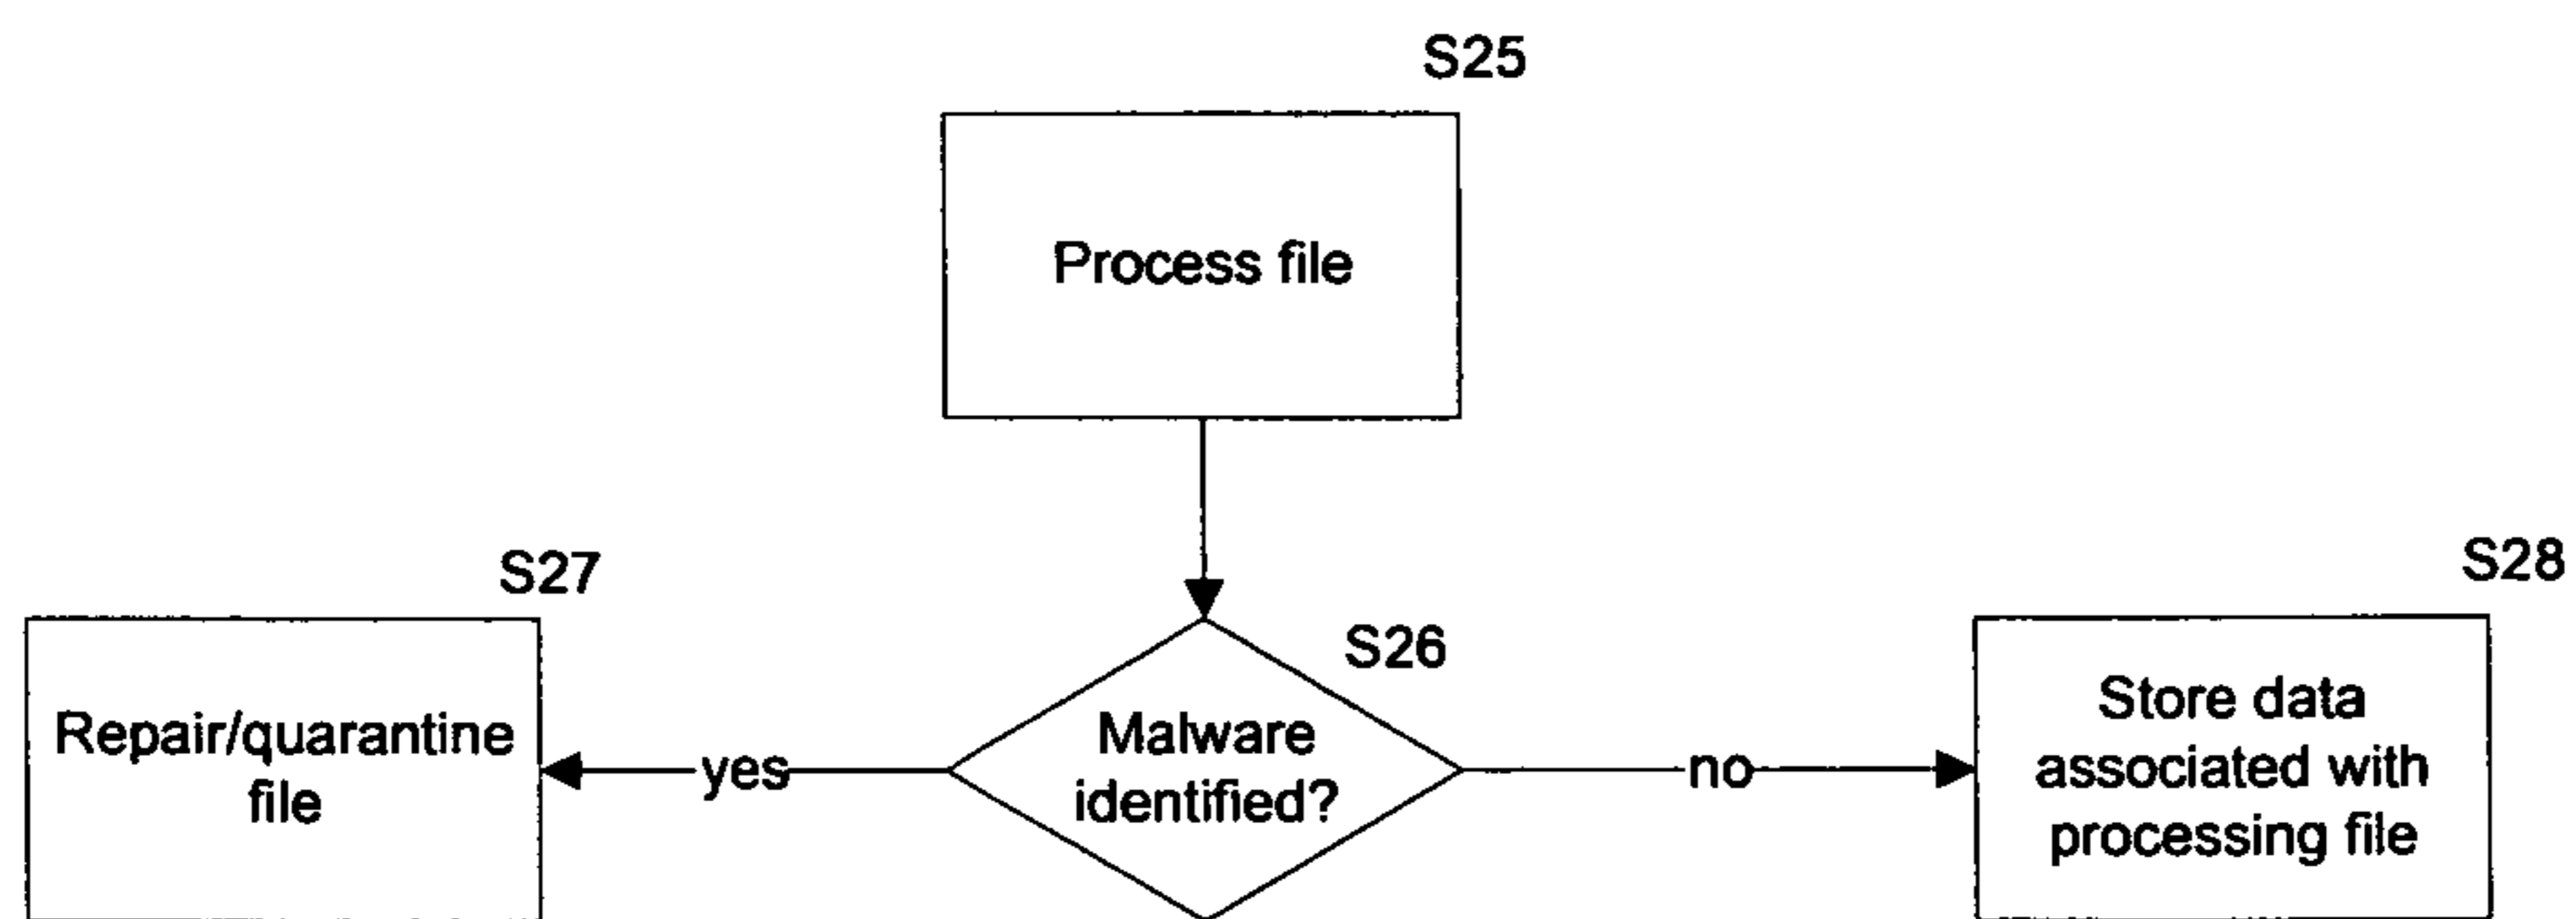 S25
Process file
S27
S28
S26
Repair/quarantine
file
yes
Malware
identified?
no
Store data
associated with
processing file